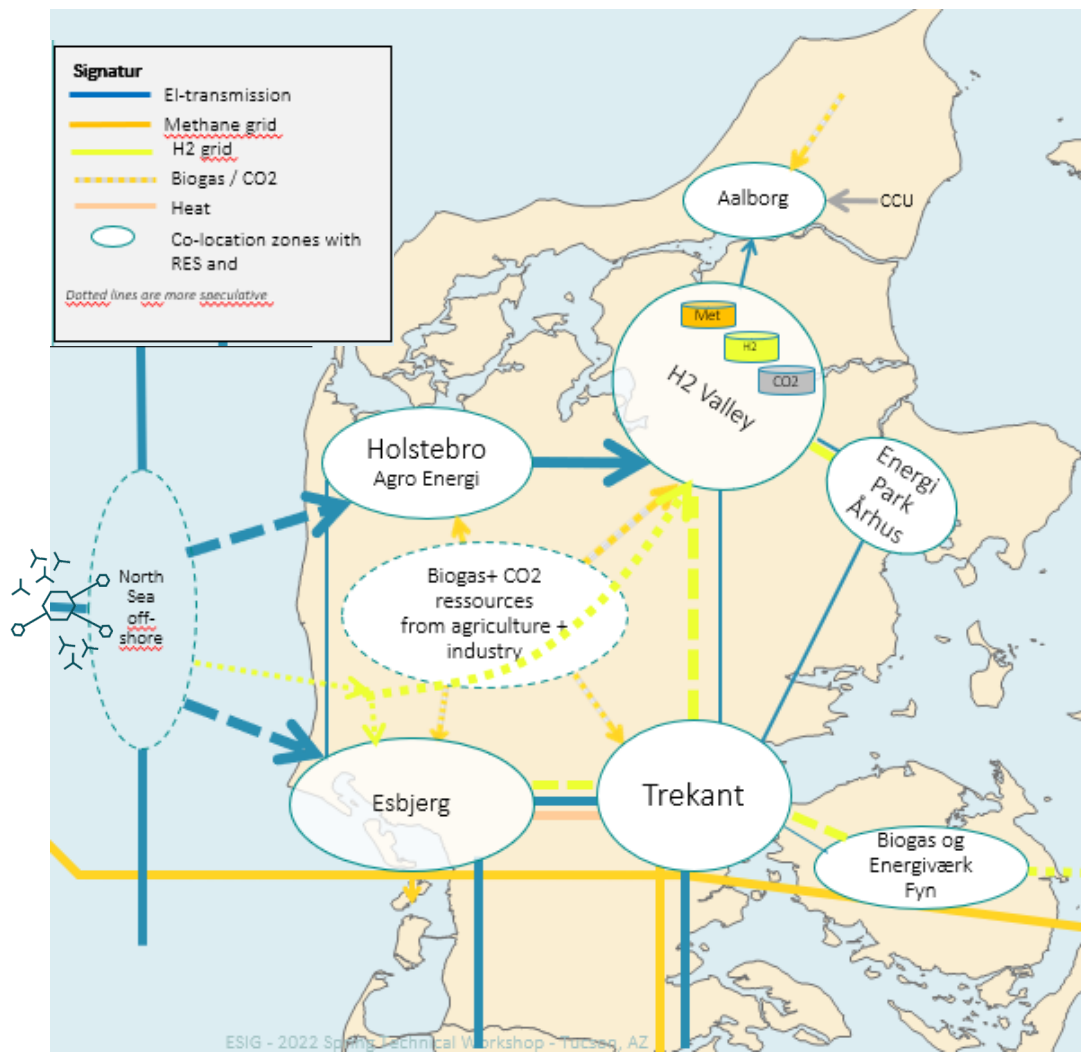 Signatur
El-transmission
Methane grid
H2 grid
Biogas / CO2
Heat
Co-location zones with
RES and
Dotted lines are more speculative
Aalborg
CCU
Met
H2
CO2
H2 Valley
Holstebro
Agro Energi
Energi
Park
Århus
North
Sea
off-
shore
Biogas+ CO2
ressources
from agriculture +
industry
Esbjerg
Trekant
Biogas og
Energiværk
Fyn
ESIG - 2022 Spring Technical Workshop - Tucson, AZ